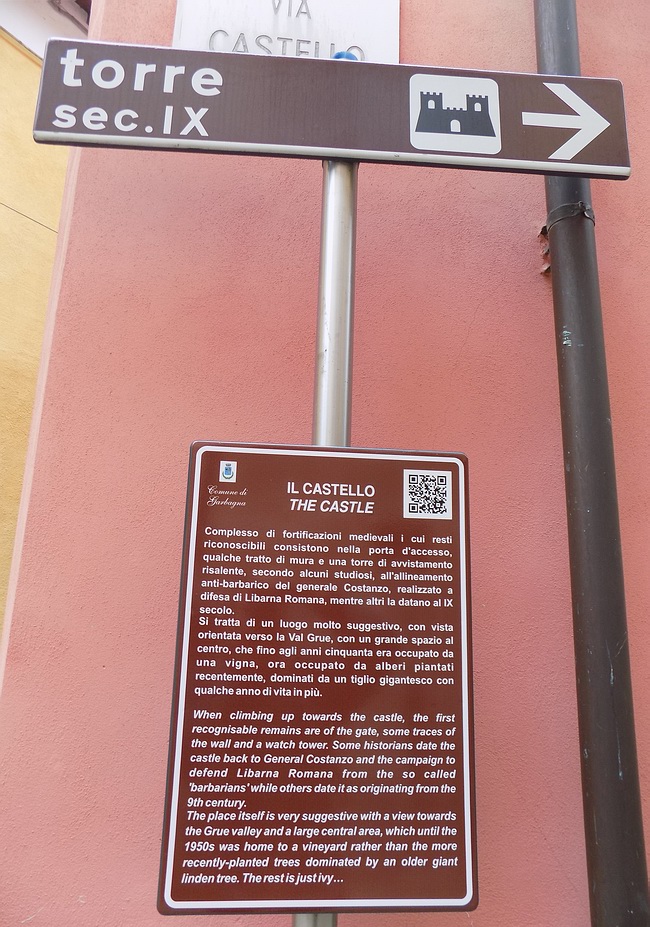 VIA
CASTELLO
torre
sec.IX
Comune di
Garbagna
IL CASTELLO
THE CASTLE
Complesso di fortificazioni medievali i cui resti
riconoscibili consistono nella porta d'accesso,
qualche tratto di mura e una torre di avvistamento
risalente, secondo alcuni studiosi, all'allineamento
anti-barbarico del generale Costanzo, realizzato a
difesa di Libarna Romana, mentre altri la datano al IX
secolo.
Si tratta di un luogo molto suggestivo, con vista
orientata verso la Val Grue, con un grande spazio al
centro, che fino agli anni cinquanta era occupato da
una vigna, ora occupato da alberi piantati
recentemente, dominati da un tiglio gigantesco con
qualche anno di vita in più.
When climbing up towards the castle, the first
recognisable remains are of the gate, some traces of
the wall and a watch tower. Some historians date the
castle back to General Costanzo and the campaign to
defend Libarna Romana from the so called
'barbarians' while others date it as originating from the
9th century.
The place itself is very suggestive with a view towards
the Grue valley and a large central area, which until the
1950s was home to a vineyard rather than the more
recently-planted trees dominated by an older giant
linden tree. The rest is just ivy…